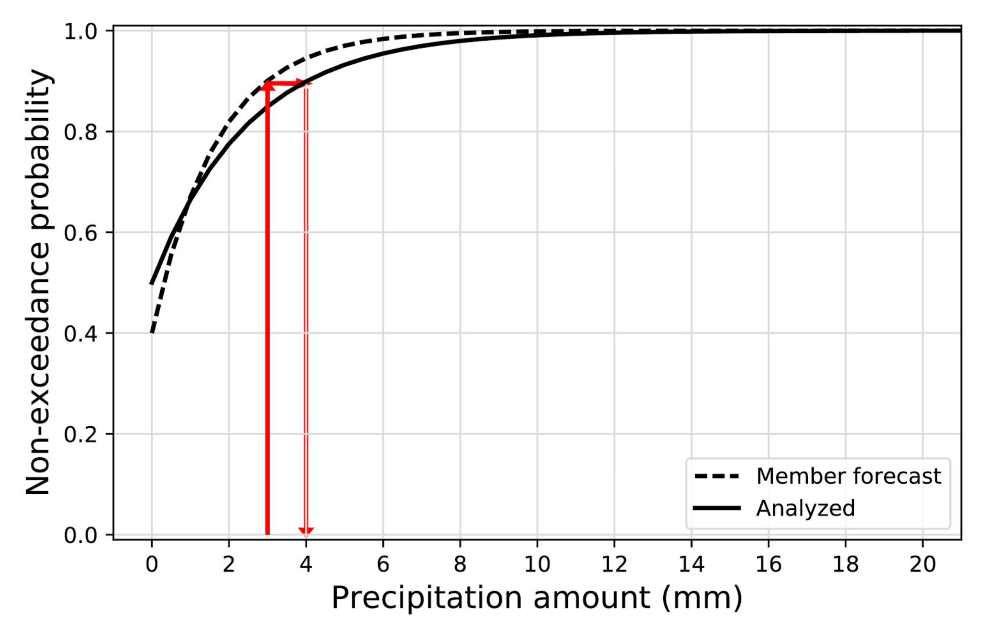 Non-exceedance probability
1.0
0.8
0.6
0.4
0.2
0.0
0 2 4 6 8 10 12 14 16 18 20
Precipitation amount (mm)
Member forecast
Analyzed